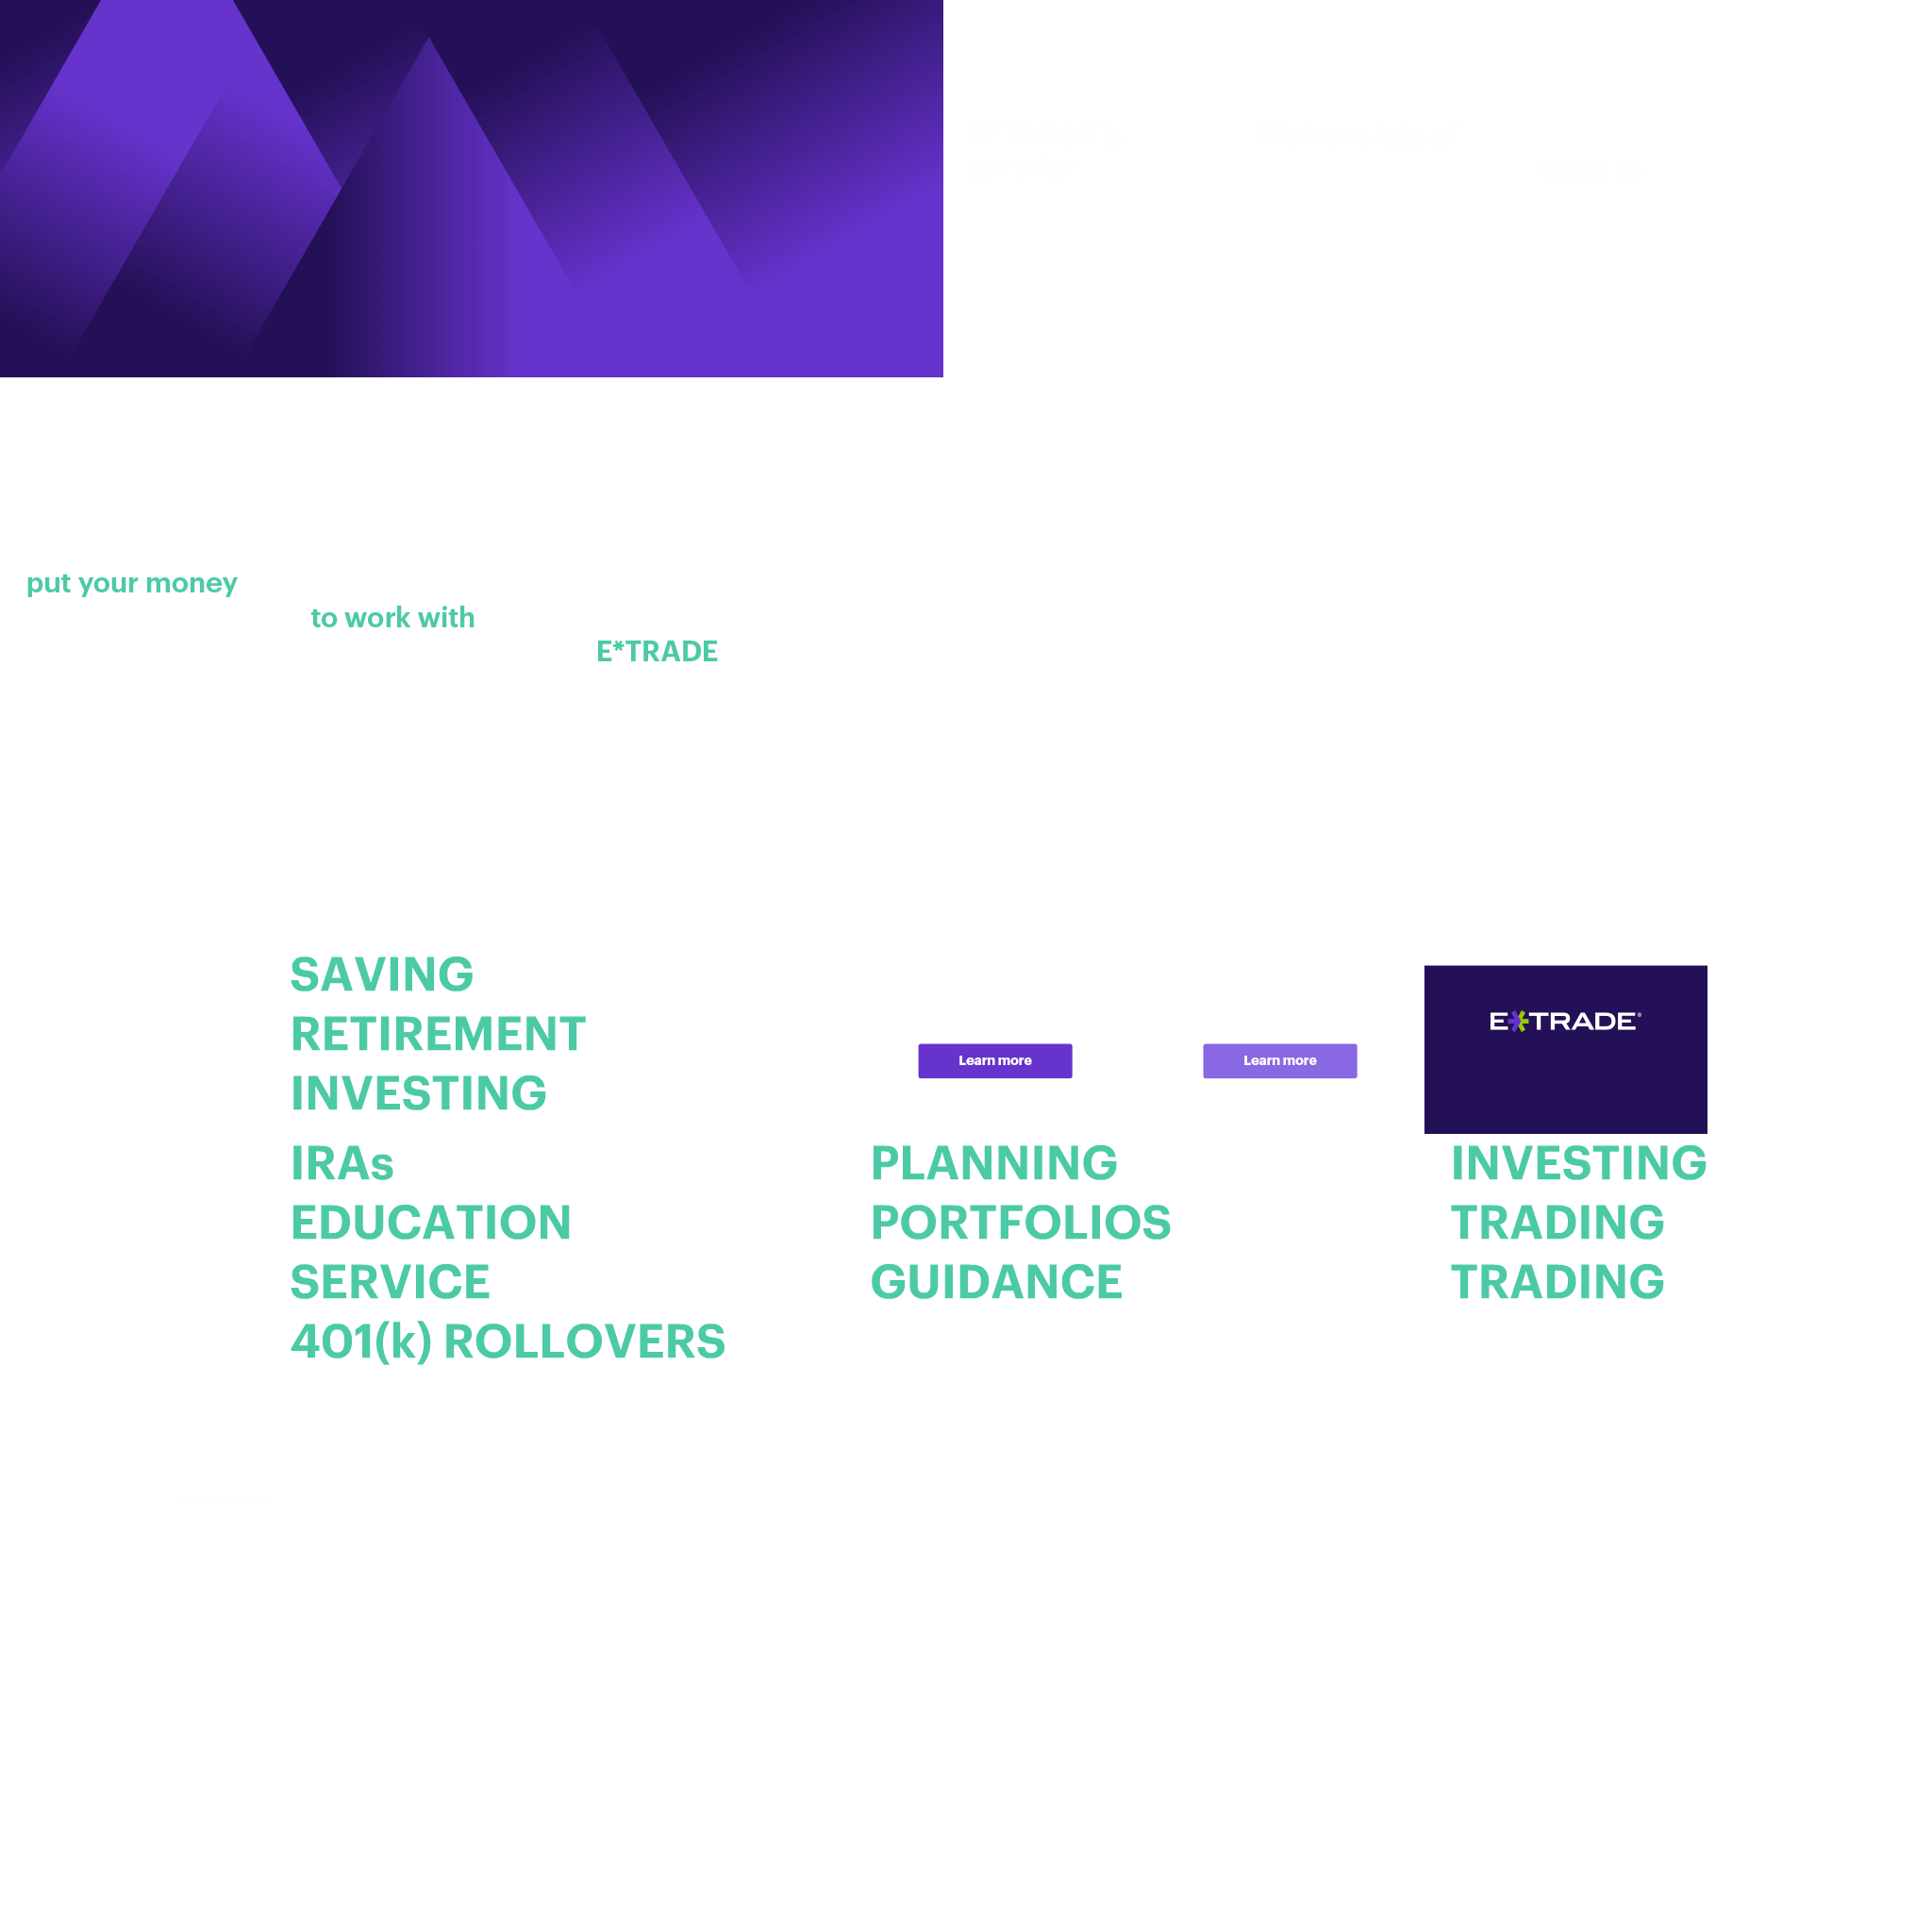 put your money
to work with
E*TRADE
SAVING
RETIREMENT
INVESTING
Learn more
Learn more
E*TRADE®
IRAs
EDUCATION
SERVICE
401(k) ROLLOVERS
PLANNING
PORTFOLIOS
GUIDANCE
INVESTING
TRADING
TRADING